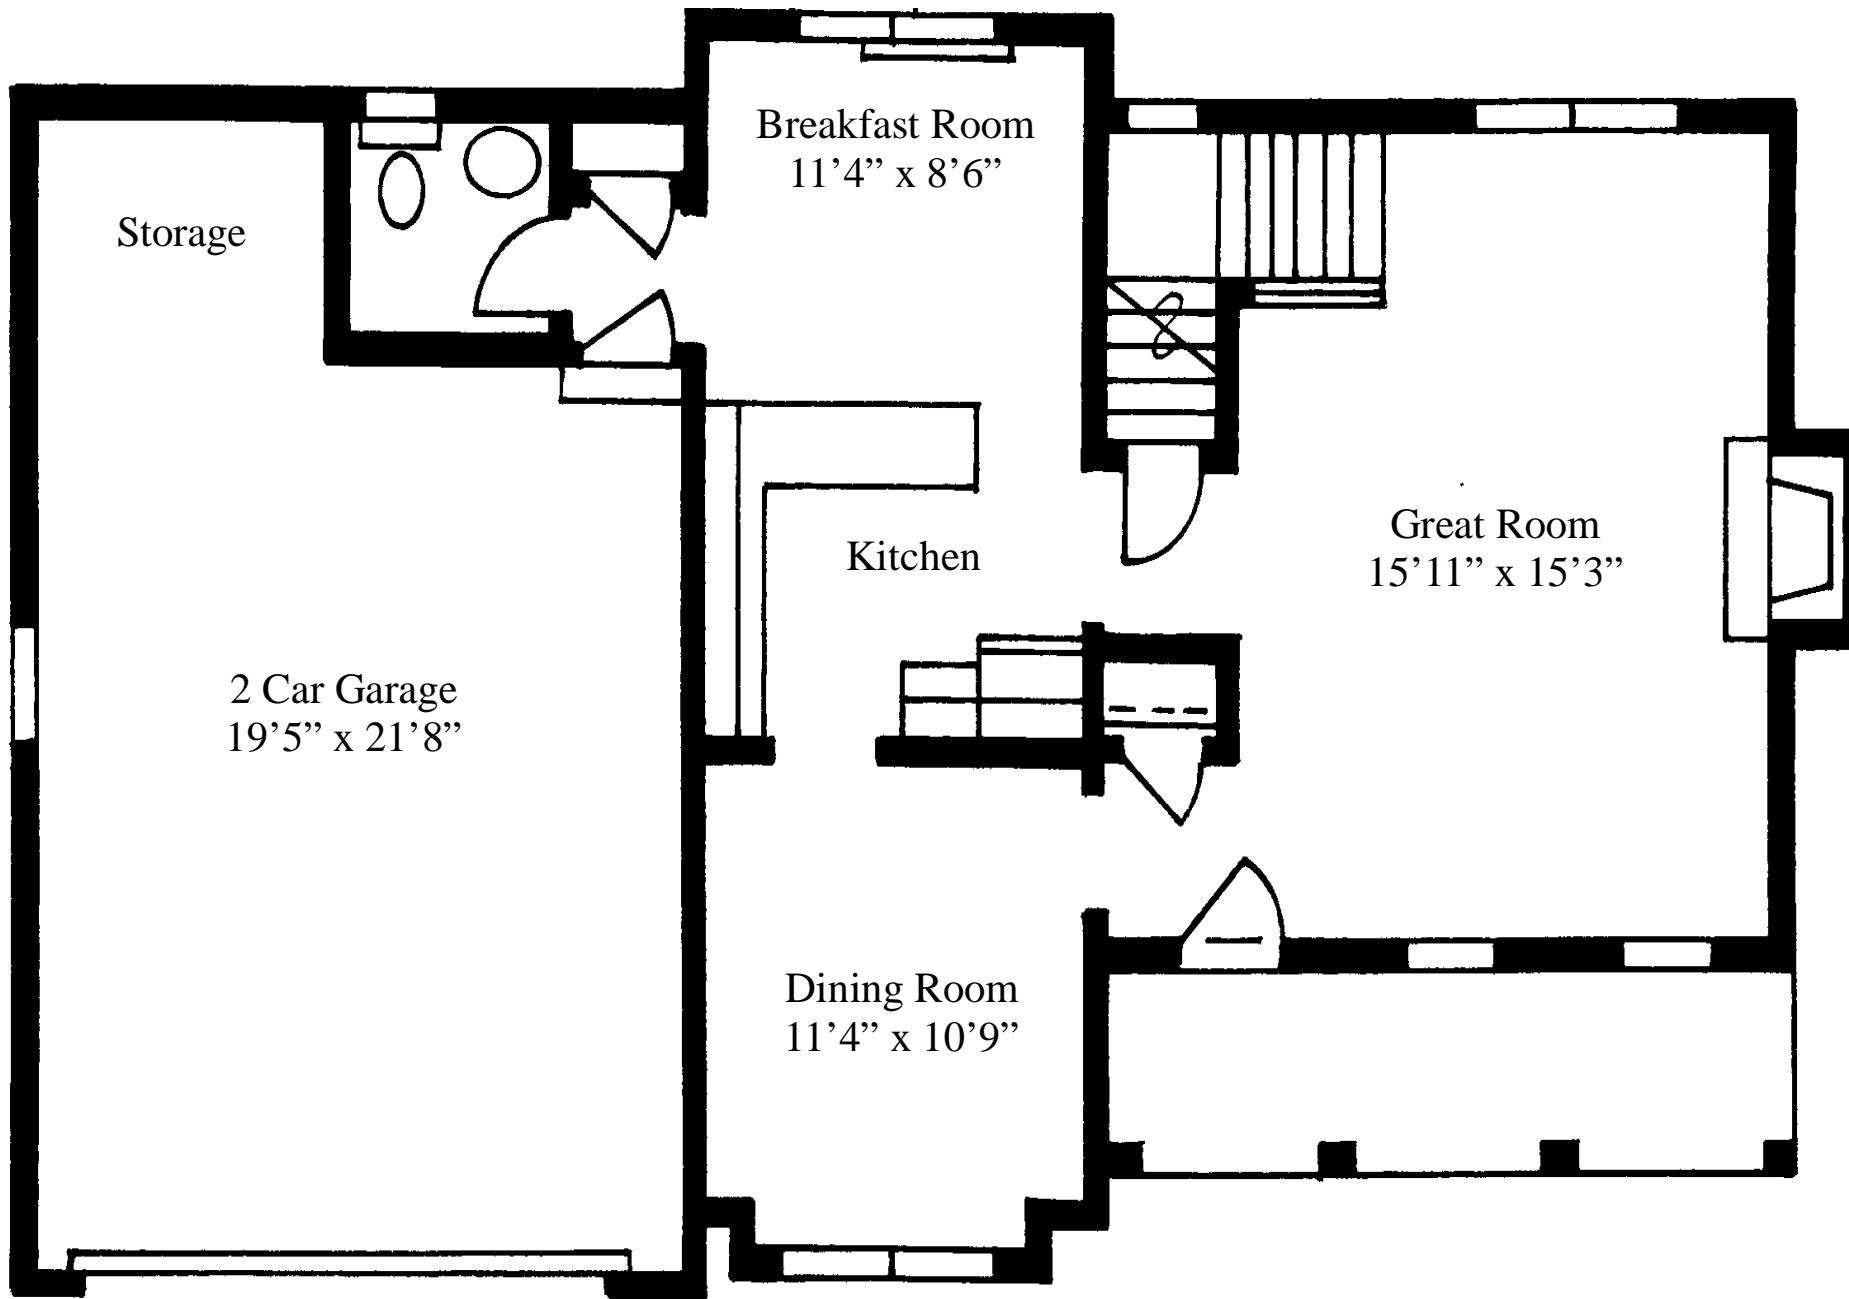 Breakfast Room
11’4” x 8’6”
Storage
Great Room
15’11” x 15’3”
Kitchen
2 Car Garage
19’5” x 21’8”
Dining Room
11’4” x 10’9”